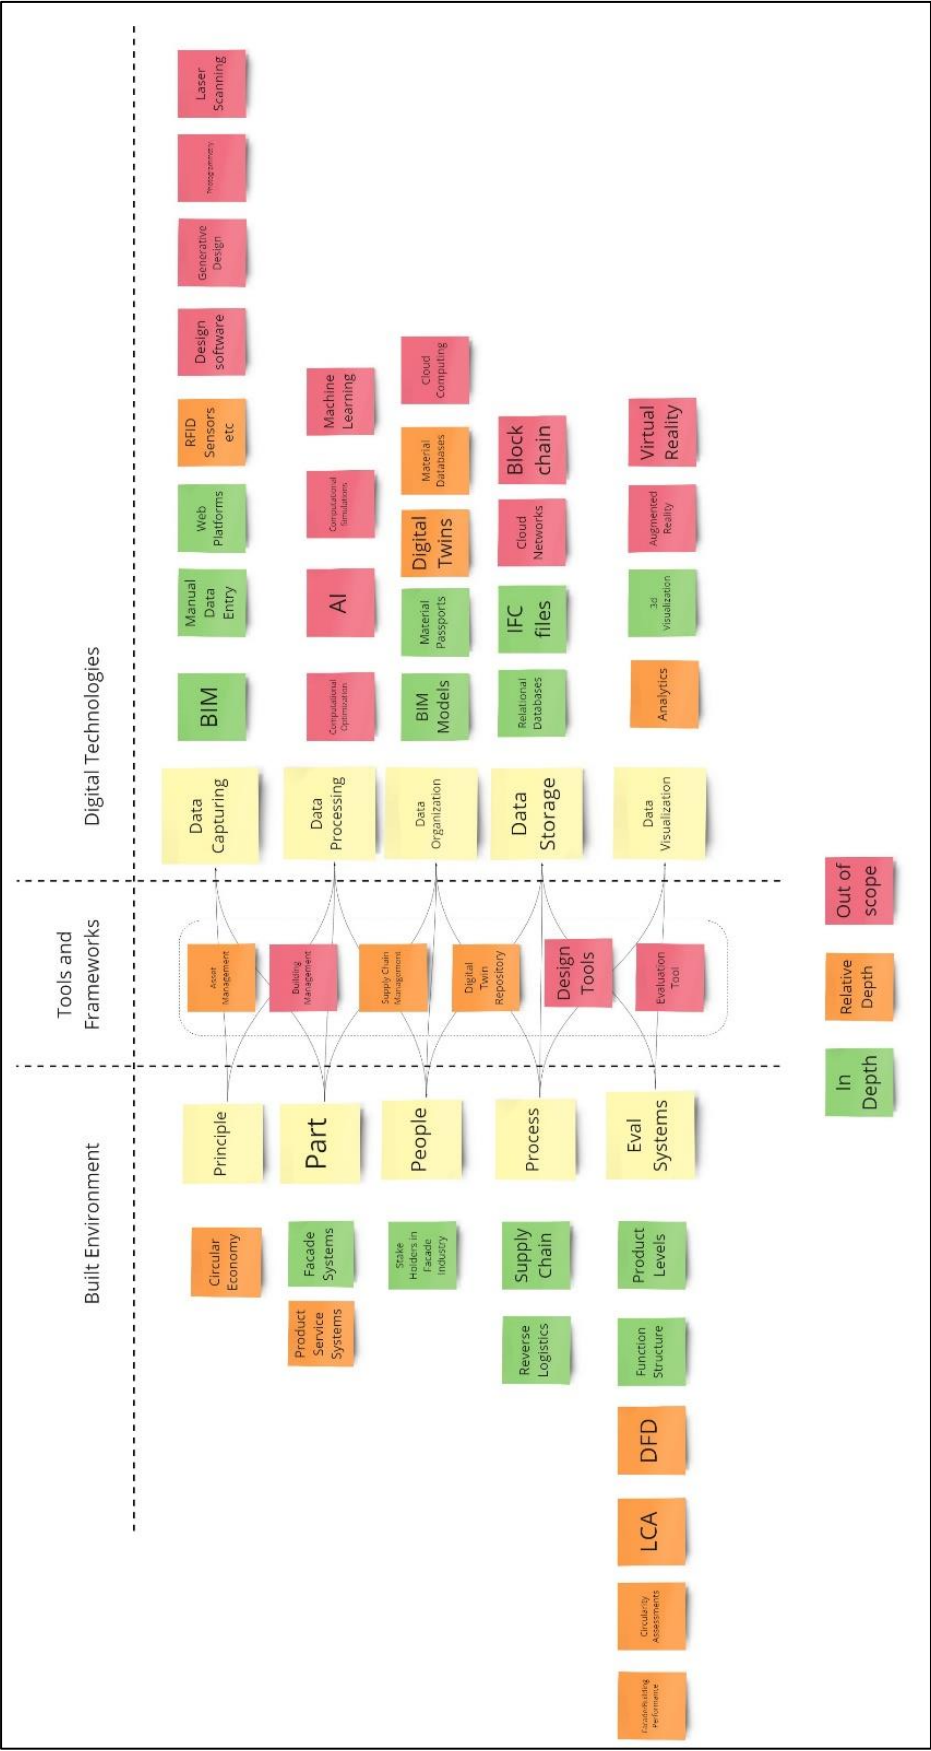 Built Environment
Tools and
Frameworks
Digital Technologies
Circular
Economy
Principle
Asset
Management
Data
Capturing
BIM
Manual
Data
Entry
Web
Platforms
RFID
Sensors
etc
Design
software
Generative
Design
Photogrammetry
Laser
Scanning
Product
Service
Systems
Facade
Systems
Part
Building
Management
Data
Processing
Computational
Optimization
AI
Computational
Simulations
Machine
Learning
Stake
Holders in
Facade
Industry
People
Supply Chain
Management
Data
Organization
BIM
Models
Material
Passports
Digital
Twins
Material
Databases
Cloud
Computing
Reverse
Logistics
Supply
Chain
Process
Digital
Twin
Repository
Design
Tools
Data
Storage
Relational
Databases
IFC
files
Cloud
Networks
Block
chain
Facade/Building
Performance
Circularity
Assessments
LCA
DFD
Function
Structure
Product
Levels
Eval
Systems
Evaluation
Tool
Data
Visualization
Analytics
3d
Visualization
Augmented
Reality
Virtual
Reality
In
Depth
Relative
Depth
Out of
scope